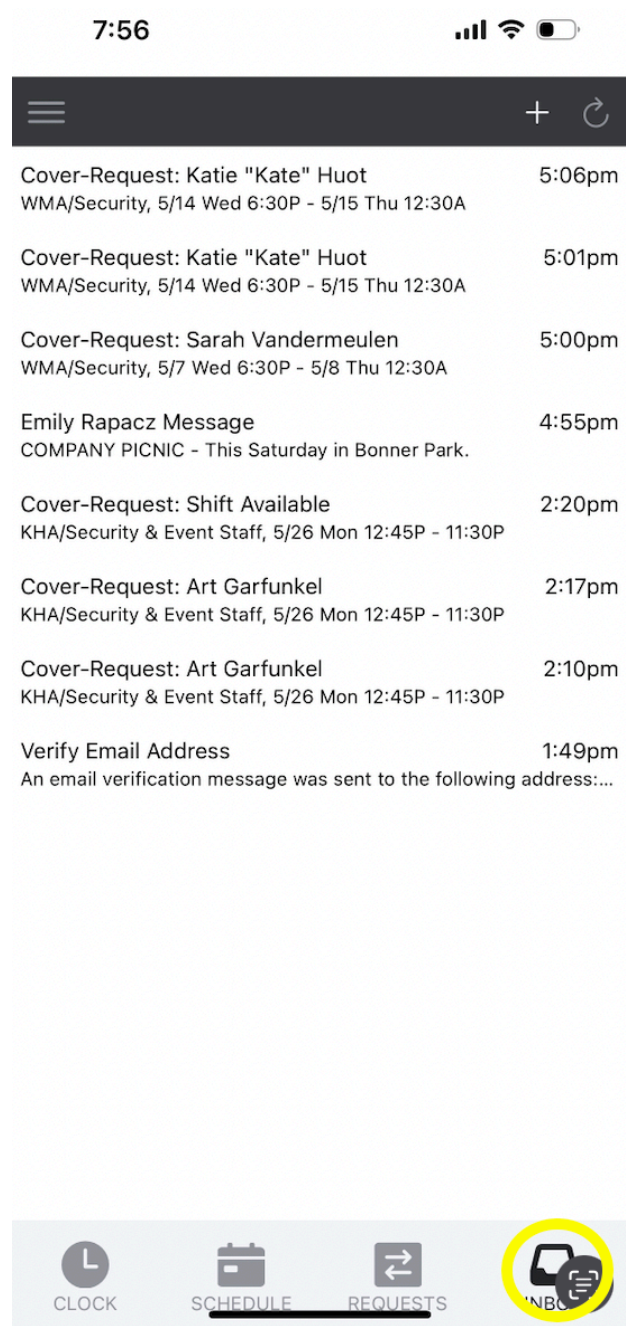 7:56
Cover-Request: Katie "Kate" Huot 5:06pm
WMA/Security, 5/14 Wed 6:30P - 5/15 Thu 12:30A
Cover-Request: Katie "Kate" Huot 5:01pm
WMA/Security, 5/14 Wed 6:30P - 5/15 Thu 12:30A
Cover-Request: Sarah Vandermeulen 5:00pm
WMA/Security, 5/7 Wed 6:30P - 5/8 Thu 12:30A
Emily Rapacz Message 4:55pm
COMPANY PICNIC - This Saturday in Bonner Park.
Cover-Request: Shift Available 2:20pm
KHA/Security & Event Staff, 5/26 Mon 12:45P - 11:30P
Cover-Request: Art Garfunkel 2:17pm
KHA/Security & Event Staff, 5/26 Mon 12:45P - 11:30P
Cover-Request: Art Garfunkel 2:10pm
KHA/Security & Event Staff, 5/26 Mon 12:45P - 11:30P
Verify Email Address 1:49pm
An email verification message was sent to the following address:...
CLOCK SCHEDULE REQUESTS